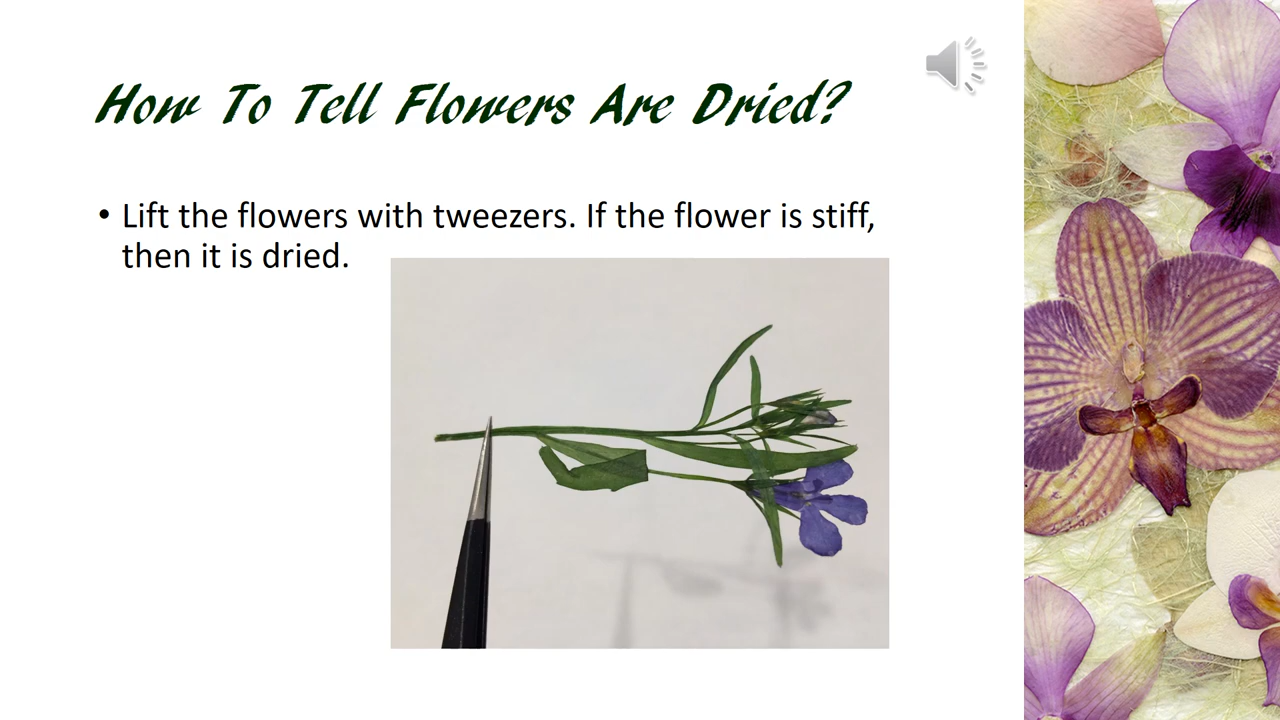 How To Tell Flowers Are Dried?
• Lift the flowers with tweezers. If the flower is stiff,
then it is dried.